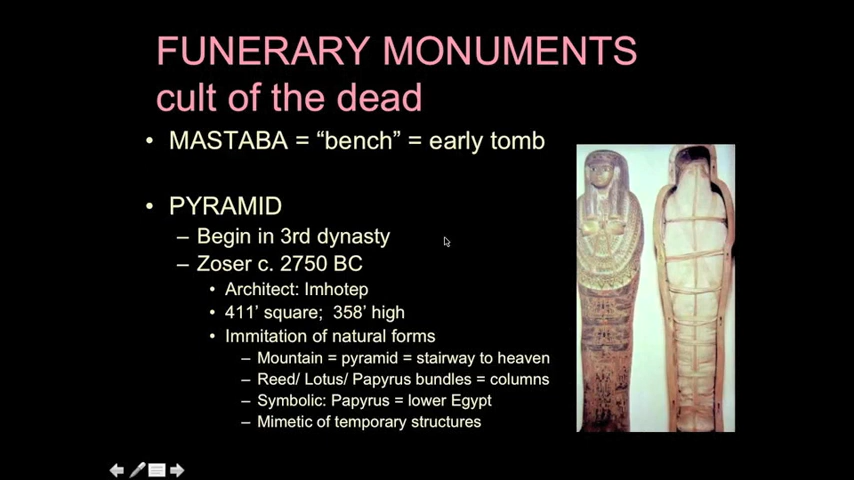 FUNERARY MONUMENTS
cult of the dead
• MASTABA = “bench” = early tomb
• PYRAMID
– Begin in 3rd dynasty
– Zoser c. 2750 BC
• Architect: Imhotep
• 411’ square; 358’ high
• Immitation of natural forms
– Mountain = pyramid = stairway to heaven
– Reed/ Lotus/ Papyrus bundles = columns
– Symbolic: Papyrus = lower Egypt
– Mimetic of temporary structures